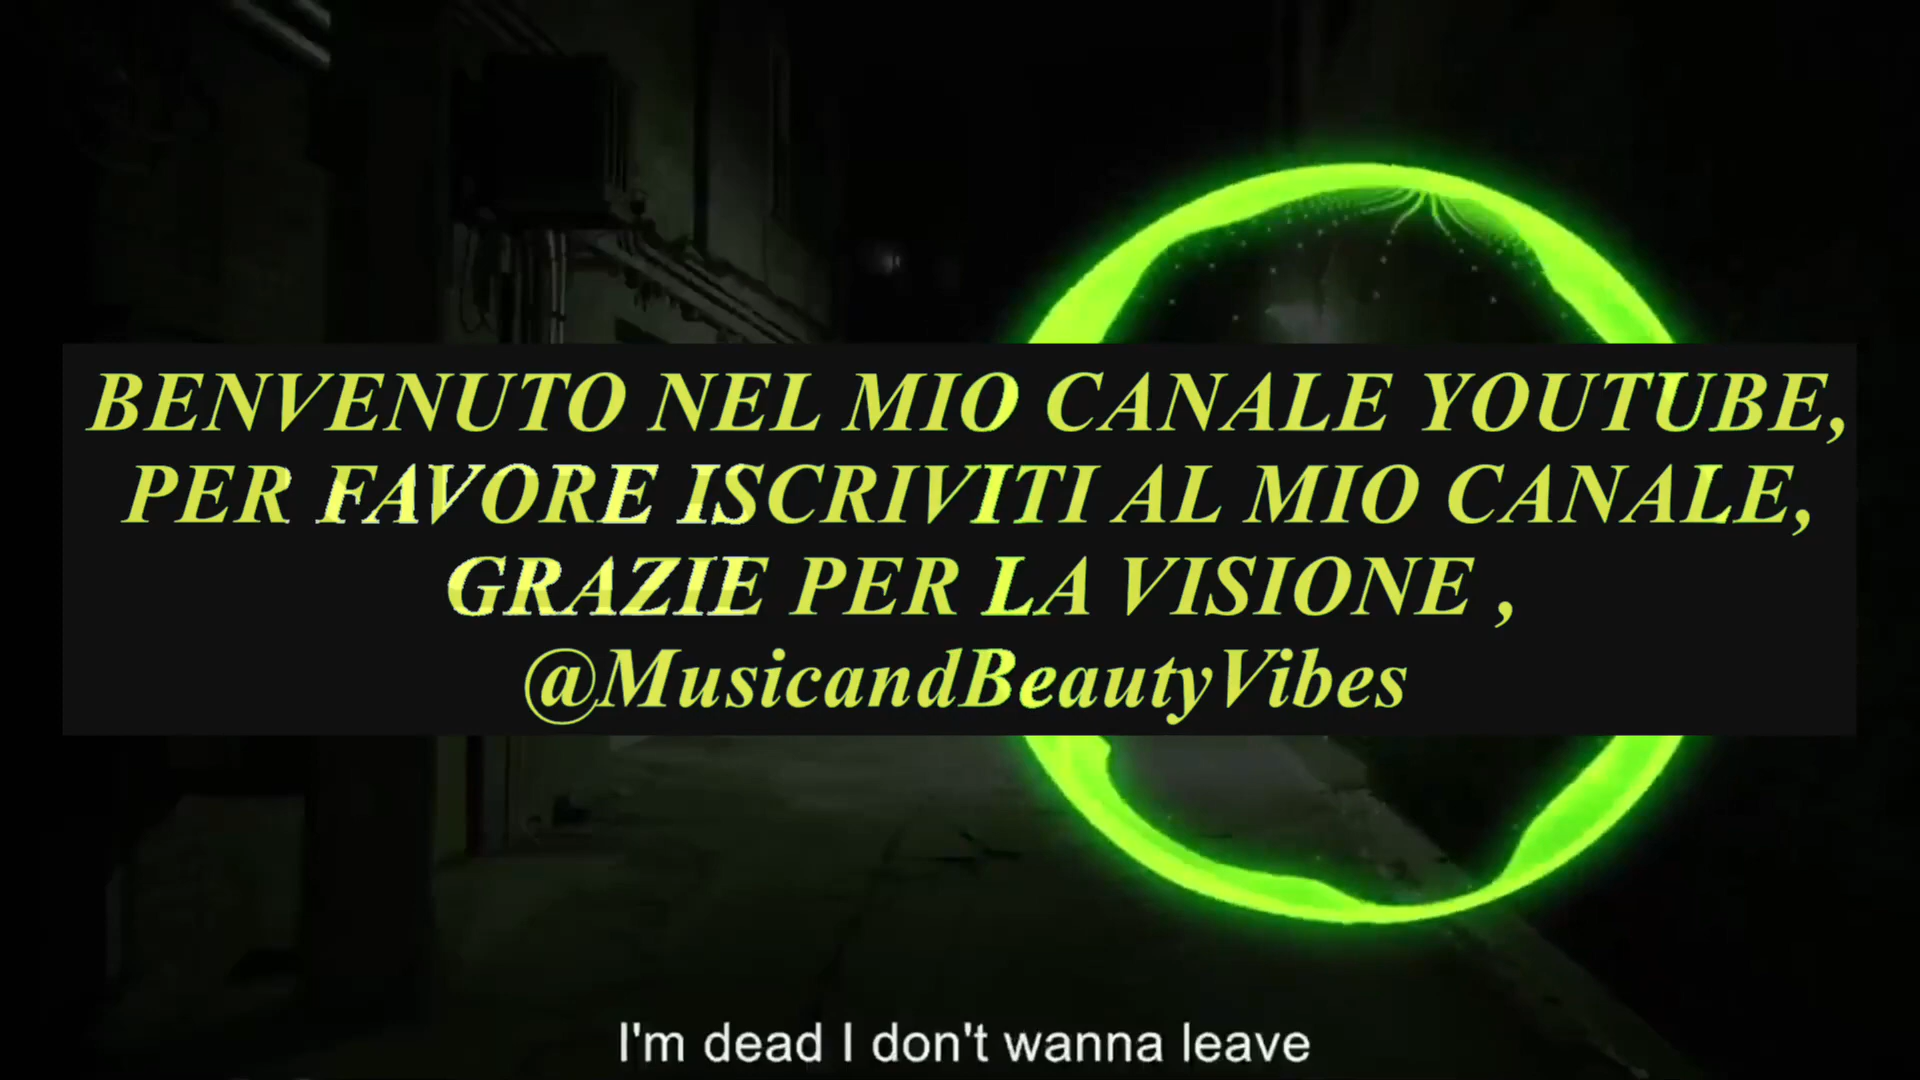 BENVENUTO NEL MIO CANALE YOUTUBE,
PER FAVORE ISCRIVITI AL MIO CANALE,
GRAZIE PER LA VISIONE ,
@MusicandBeautyVibes
I'm dead I don't wanna leave